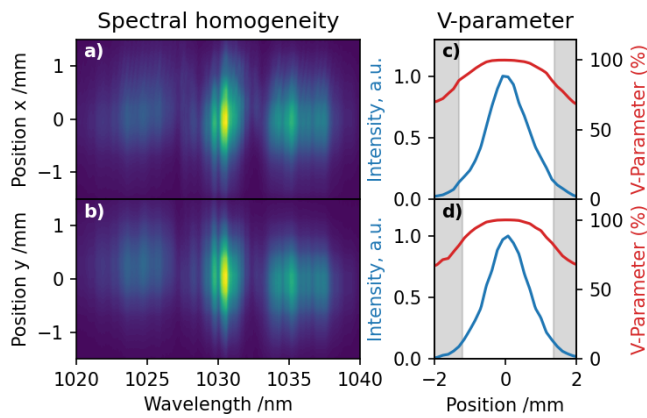 Spectral homogeneity
V-parameter
a)
b)
c)
d)
Position x /mm
1
0
−1
Position y /mm
1
0
−1
1020 1025 1030 1035 1040
Wavelength /nm
Intensity, a.u.
1.0
0.5
0.0
V-Parameter (%)
100
50
0
Intensity, a.u.
1.0
0.5
0.0
V-Parameter (%)
100
50
0
−2 0 2
Position /mm